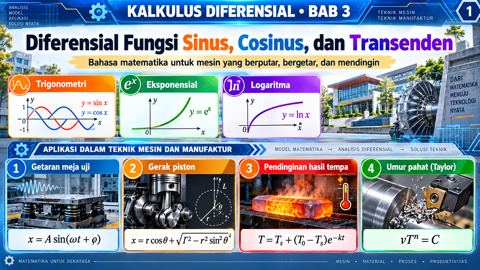 ANALISIS
MODEL
APLIKASI
SOLUSI NYATA
KALKULUS DIFERENSIAL • BAB 3
TEKNIK MESIN
TEKNIK MANUFAKTUR
1
Diferensial Fungsi Sinus, Cosinus, dan Transenden
Bahasa matematika untuk mesin yang berputar, bergetar, dan mendingin
Trigonometri
y
1
0
-1
x
y = sin x
y = cos x
e^x Eksponensial
y
y = e^x
x
ln Logaritma
y
y = ln x
x
DARI
MATEMATIKA
MENUJU
TEKNOLOGI
NYATA
APLIKASI DALAM TEKNIK MESIN DAN MANUFAKTUR
MODEL MATEMATIKA → ANALISIS DIFERENSIAL → SOLUSI TEKNIK
1 Getaran meja uji
x = A sin(ωt + φ)
2 Gerak piston
L
r
θ
x = r cos θ + √(l² − r² sin² θ)
3 Pendinginan hasil tempa
T = Tₛ + (T₀ − Tₛ)e^−kt
4 Umur pahat (Taylor)
vTⁿ = C
MATEMATIKA UNTUK REKAYASA
MESIN • MATERIAL • PROSES • PRODUKTIVITAS